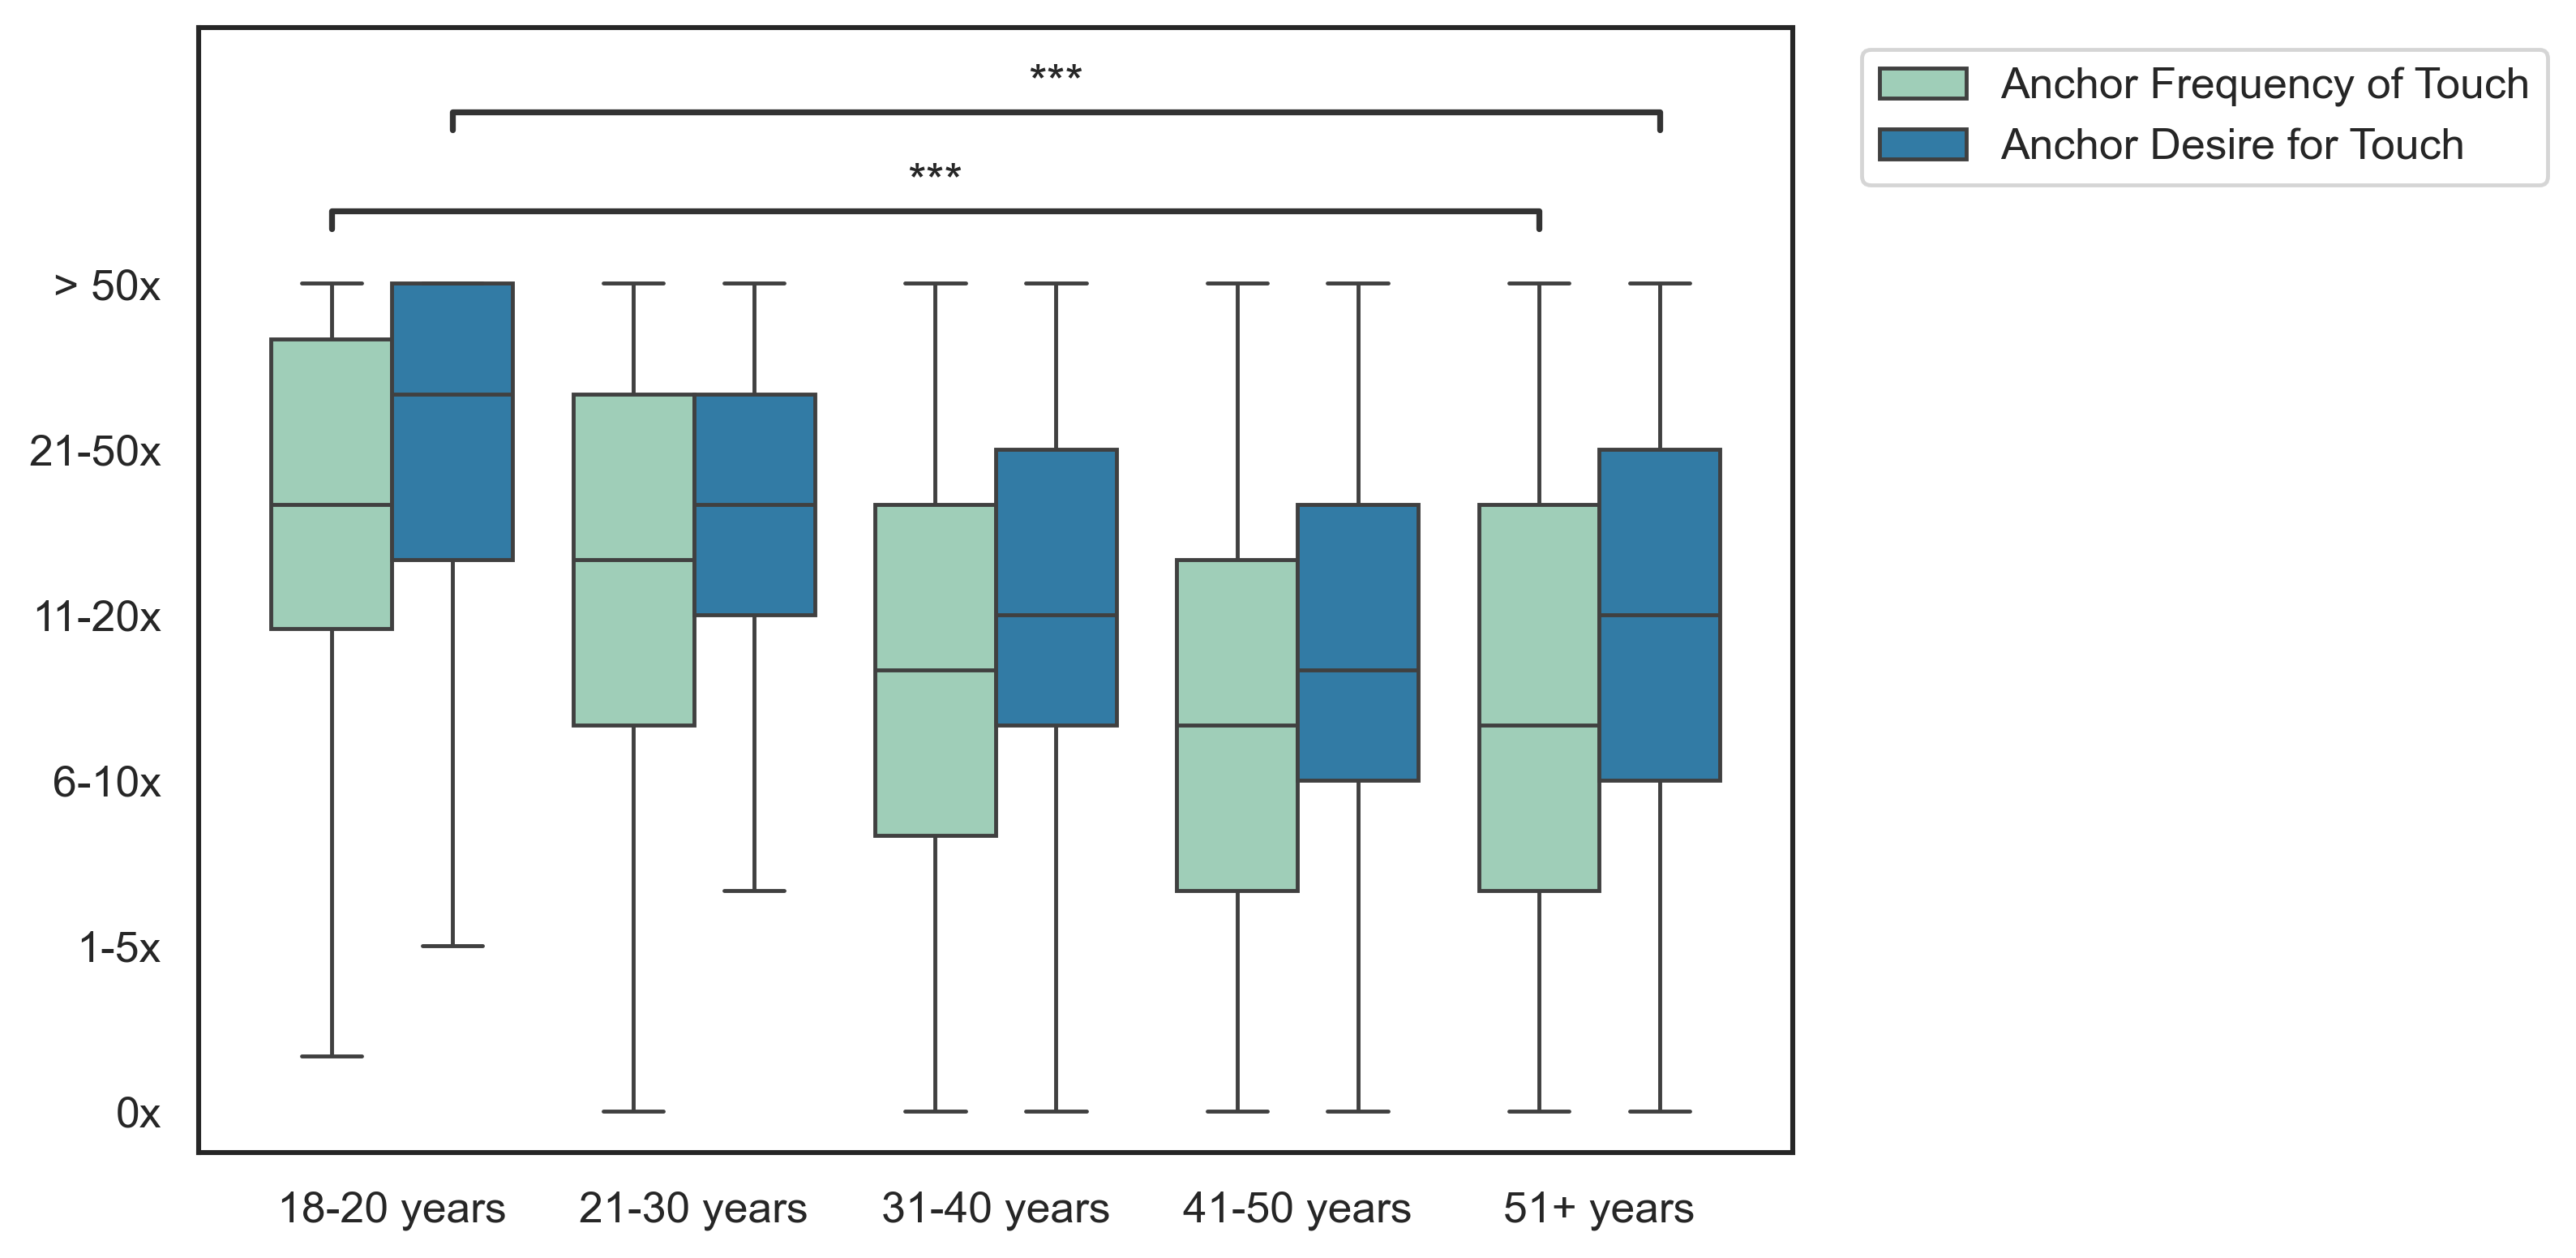 ***
***
Anchor Frequency of Touch
Anchor Desire for Touch
> 50x
21-50x
11-20x
6-10x
1-5x
0x
18-20 years
21-30 years
31-40 years
41-50 years
51+ years